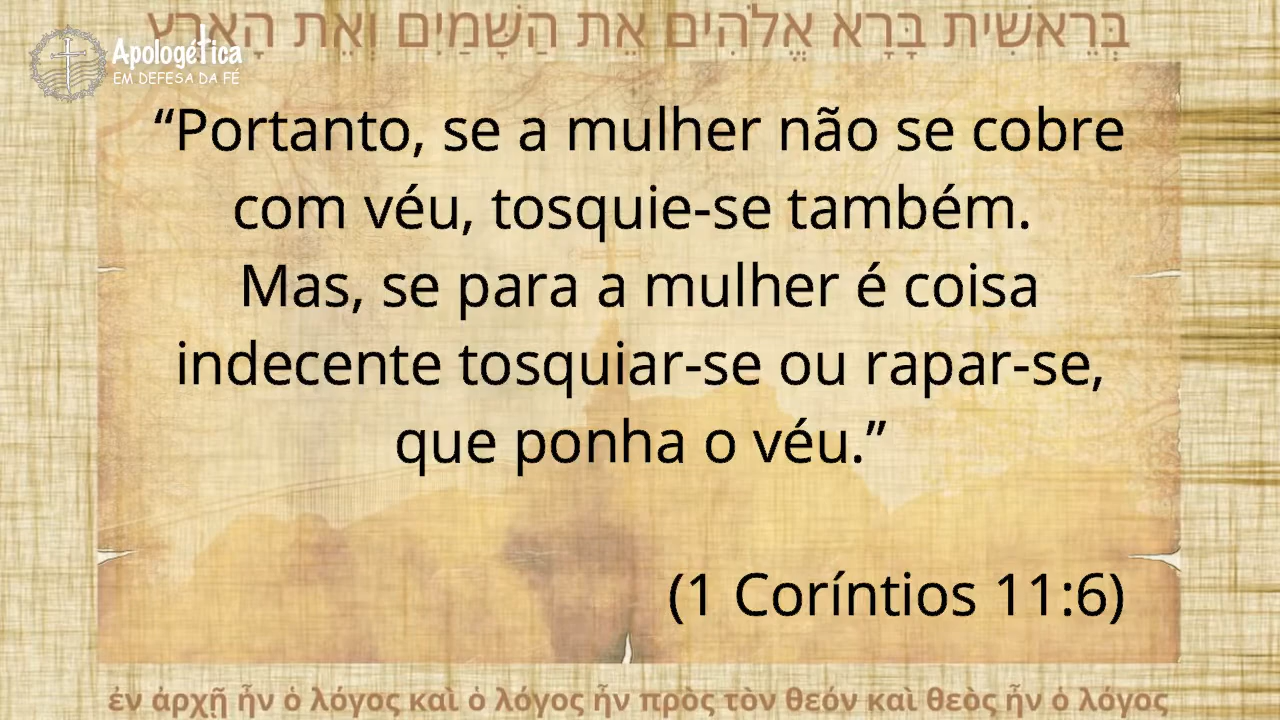 בְּרֵאשִׁית בָּרָא אֱלֹהִים אֵת הַשָּׁמַיִם וְאֵת הָאָרֶץ
Apologética
EM DEFESA DA FÉ
“Portanto, se a mulher não se cobre
com véu, tosquie-se também.
Mas, se para a mulher é coisa
indecente tosquiar-se ou rapar-se,
que ponha o véu.”
(1 Coríntios 11:6)
ἐν ἀρχῇ ἦν ὁ λόγος καὶ ὁ λόγος ἦν πρὸς τὸν θεόν καὶ θεὸς ἦν ὁ λόγος